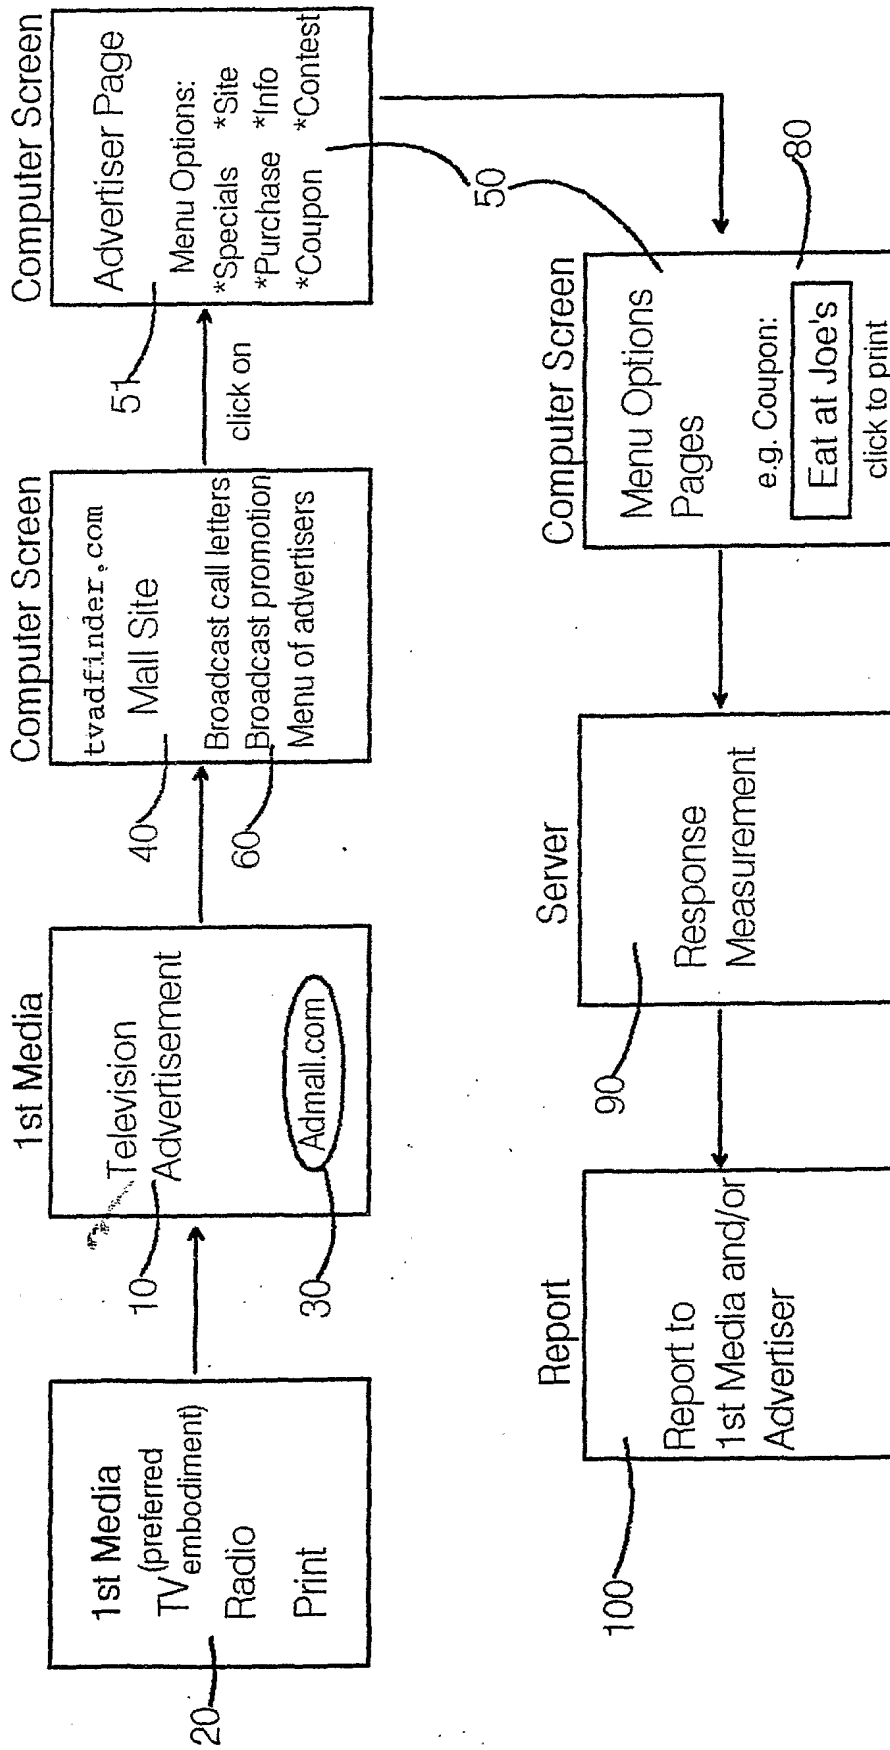 1st Media
TV (preferred embodiment)
Radio
Print
20
1st Media
Television
Advertisement
Admall.com
10
30
Computer Screen
tvadfinder.com
Mall Site
Broadcast call letters
Broadcast promotion
Menu of advertisers
40
60
click on
Computer Screen
Advertiser Page
Menu Options:
*Specials *Site
*Purchase *Info
*Coupon *Contest
51
50
Computer Screen
Menu Options
Pages
e.g. Coupon:
Eat at Joe's
click to print
80
Server
Response
Measurement
90
Report
Report to
1st Media and/or
Advertiser
100